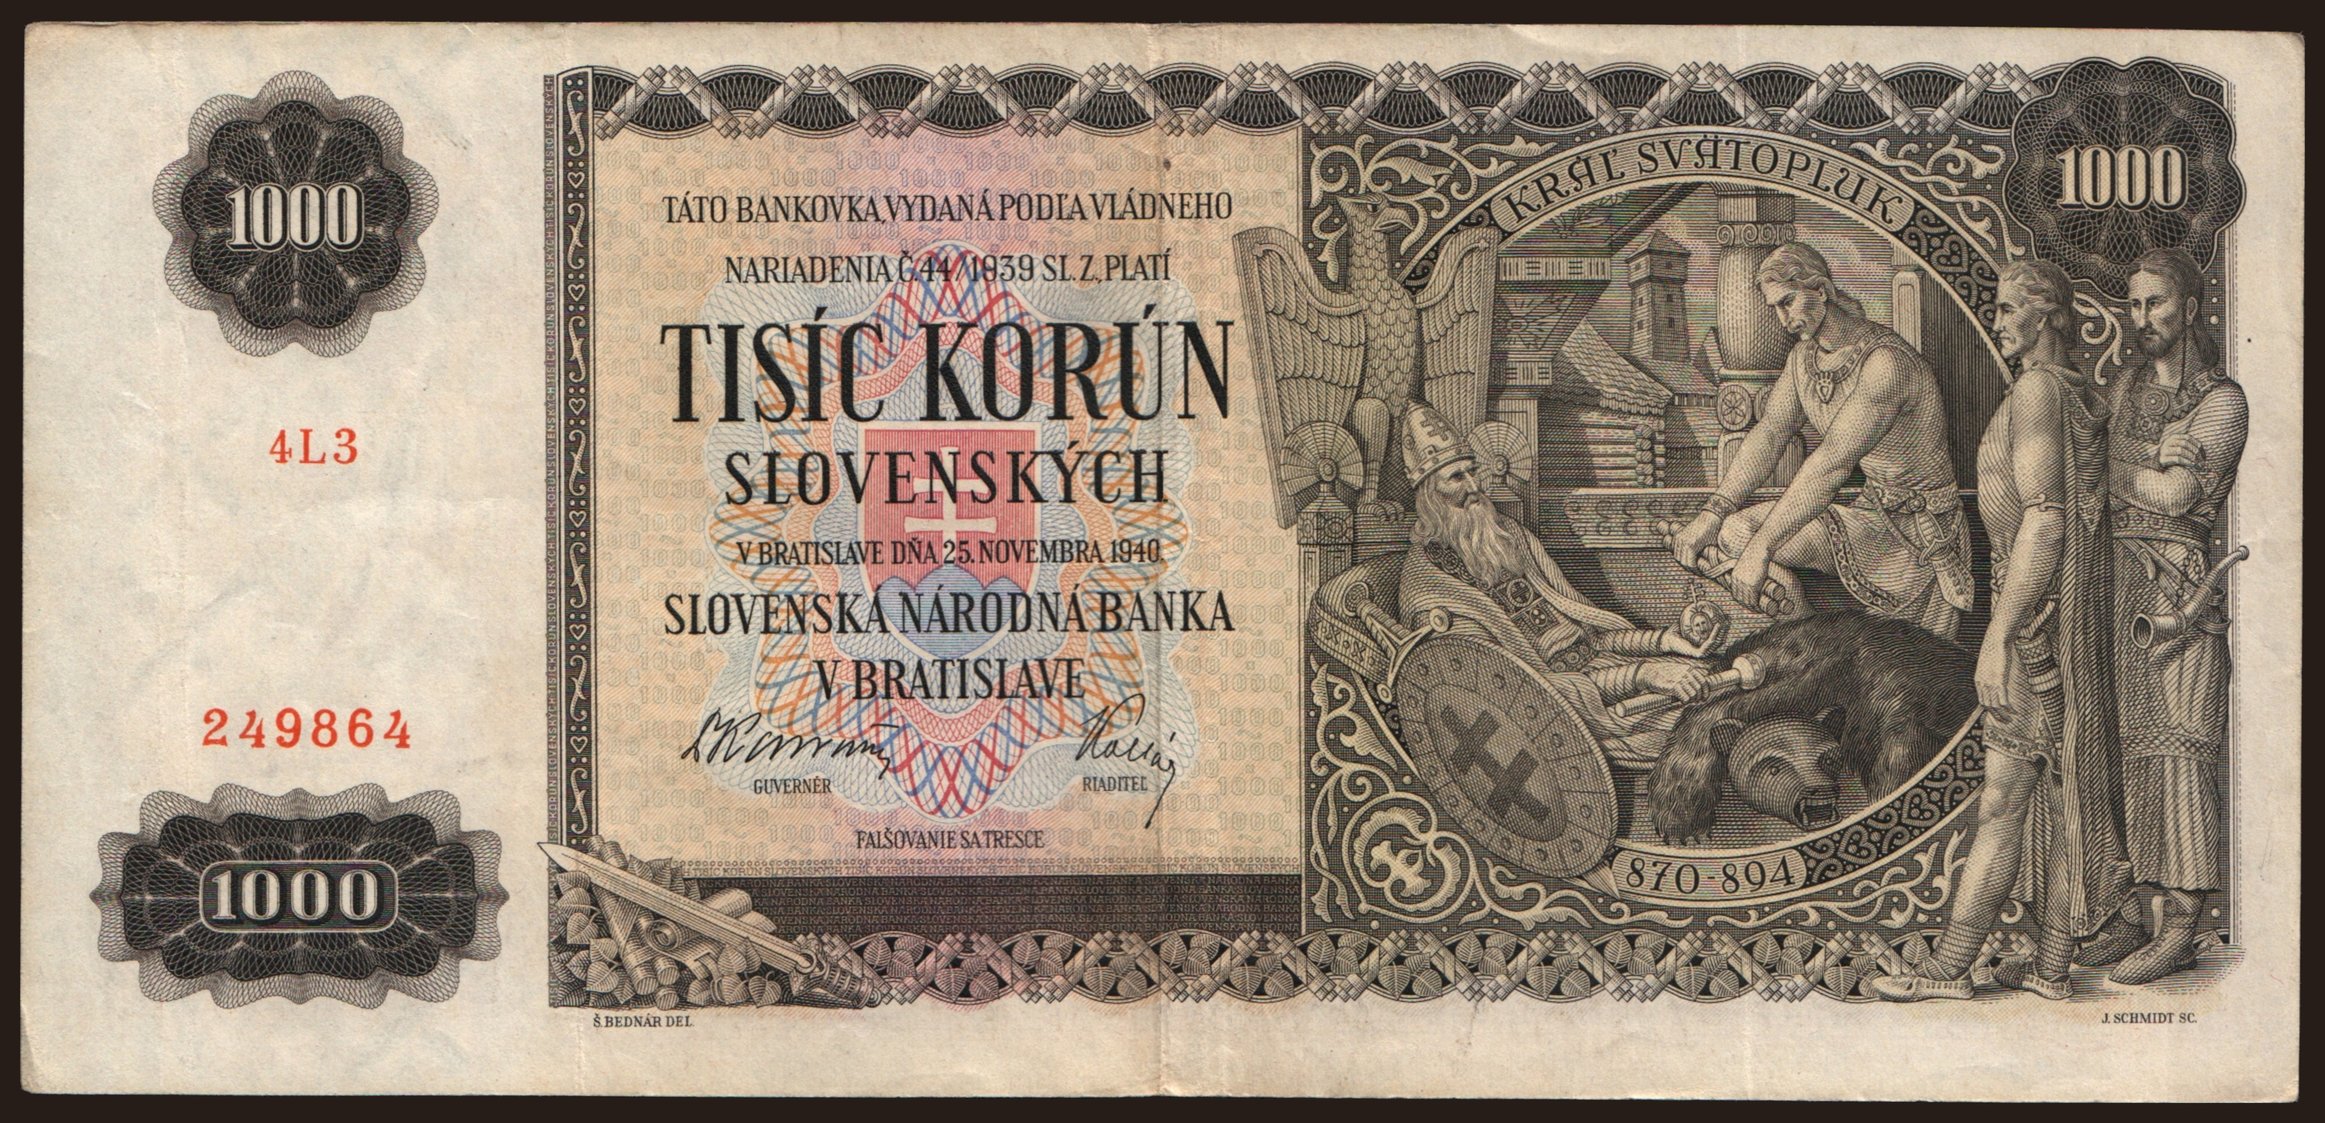 1000
4L3
249864
1000
TÁTO BANKOVKA VYDANÁ PODĽA VLÁDNEHO
NARIADENIA Č. 44/1939 SL. Z. PLATÍ
TISÍC KORÚN
SLOVENSKÝCH
V BRATISLAVE DŇA 25. NOVEMBRA 1940.
SLOVENSKÁ NÁRODNÁ BANKA
V BRATISLAVE
GUVERNÉR
RIADITEĽ
FALŠOVANIE SA TRESCE
KRÁĽ SVÄTOPLUK
1000
870-894
Š. BEDNÁR DEL.
J. SCHMIDT SC.